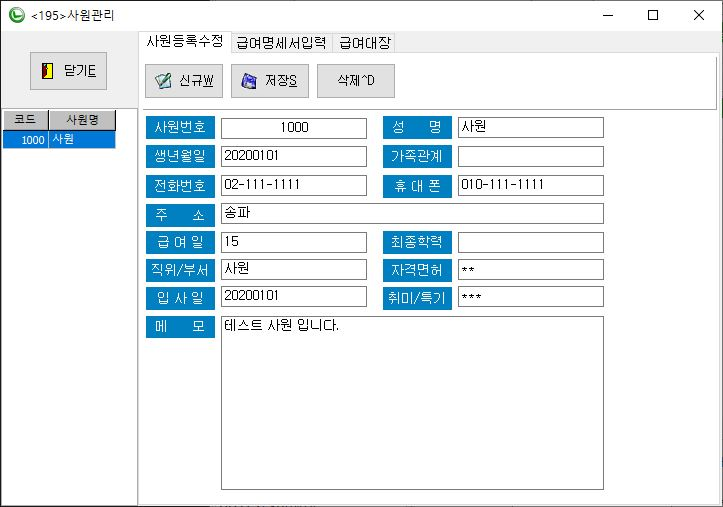 <195>사원관리
사원등록수정 급여명세서입력 급여대장
닫기E 신규W 저장S 삭제^D
코드 사원명
1000 사원
사원번호 1000 성 명 사원
생년월일 20200101 가족관계
전화번호 02-111-1111 휴 대 폰 010-111-1111
주 소 송파
급 여 일 15 최종학력
직위/부서 사원 자격면허 **
입 사 일 20200101 취미/특기 ***
메 모 테스트 사원 입니다.